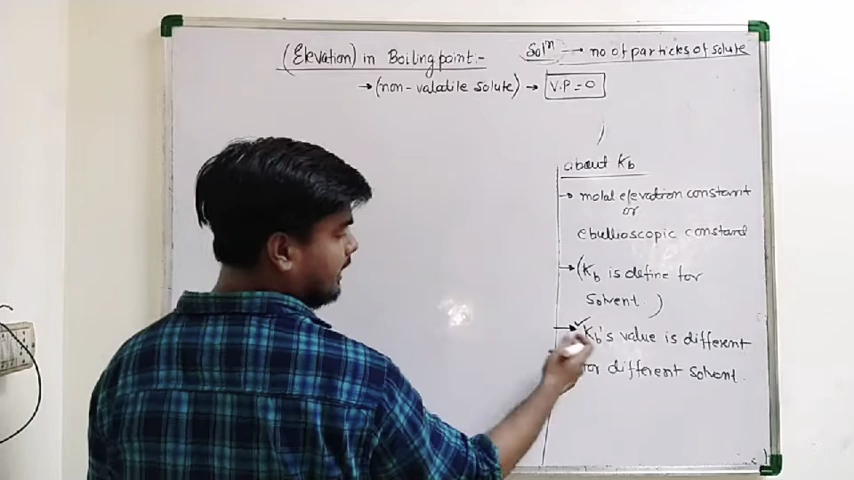 (Elevation) in Boiling point :-
Solⁿ → no of particles of solute
→ (non-valatile solute) → V.P = 0
about Kb
→ molal elevation constant
or
ebullioscopic constand
→ (Kb is define for
Solvent )
→ Kb's value is different
for different Solvent.